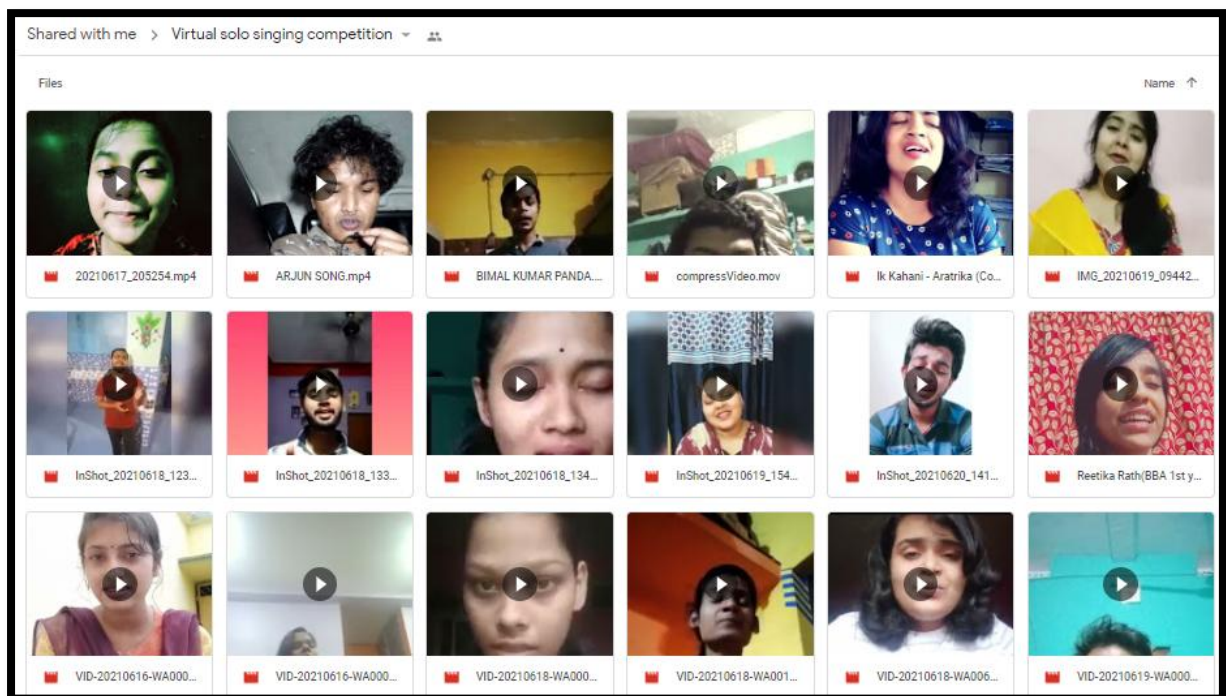 Shared with me > Virtual solo singing competition
Files Name ↑
20210617_205254.mp4 ARJUN SONG.mp4 BIMAL KUMAR PANDA.... compressVideo.mov Ik Kahani - Aratrika (Co... IMG_20210619_09442...
InShot_20210618_123... InShot_20210618_133... InShot_20210618_134... InShot_20210619_154... InShot_20210620_141... Reetika Rath(BBA 1st y...
VID-20210616-WA000... VID-20210616-WA000... VID-20210618-WA000... VID-20210618-WA001... VID-20210618-WA006... VID-20210619-WA000...